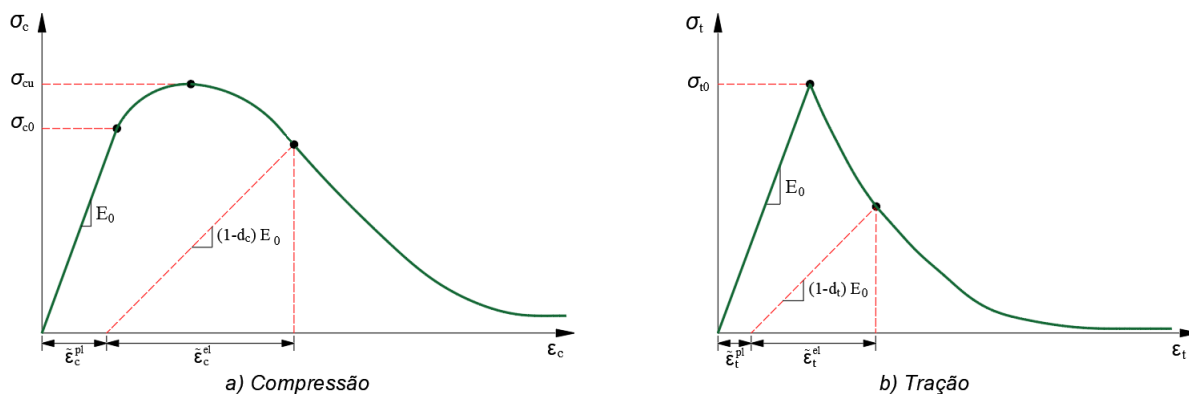 σc
σcu
σc0
E0
(1-dc) E0
ε̃c^pl
ε̃c^el
εc
a) Compressão
σt
σt0
E0
(1-dt) E0
ε̃t^pl
ε̃t^el
εt
b) Tração